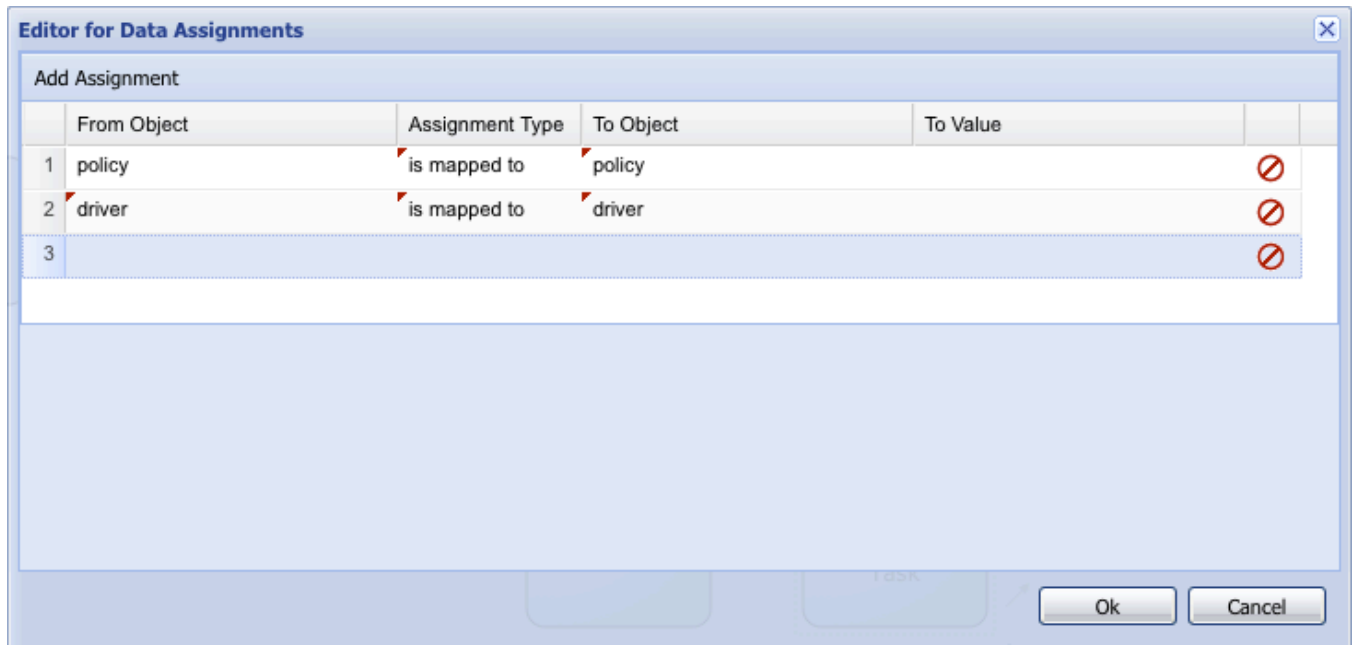 Editor for Data Assignments
Add Assignment
From Object Assignment Type To Object To Value
1 policy is mapped to policy
2 driver is mapped to driver
3
Task
Ok Cancel